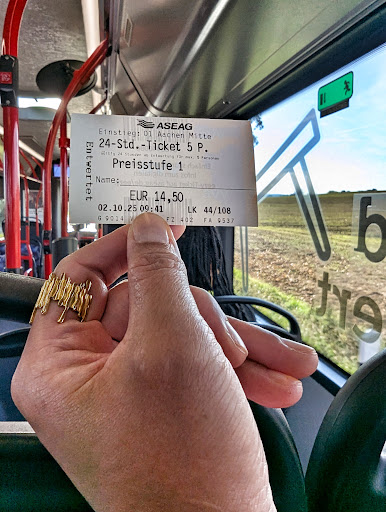 ASEAG
Einstieg: 01 Aachen Mitte
24-Std.-Ticket 5 P.
Preisstufe 1
Name:
EUR 14,50
02.10.25 09:41 LK 44/108
FZ 402 FA 9537
Entwertet